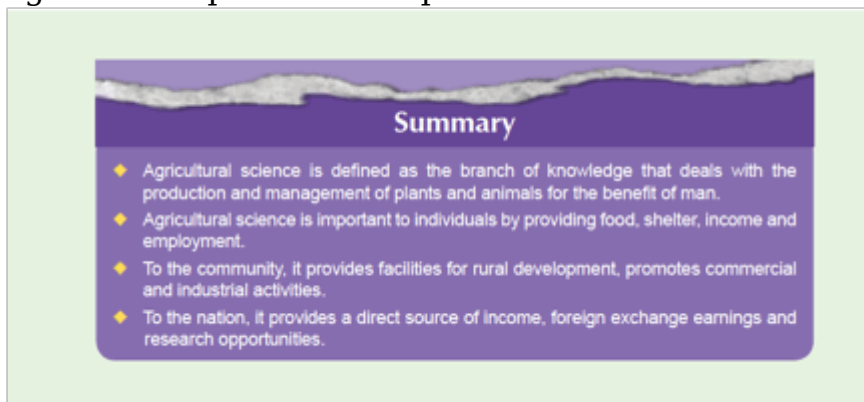 Summary
◆ Agricultural science is defined as the branch of knowledge that deals with the
production and management of plants and animals for the benefit of man.
◆ Agricultural science is important to individuals by providing food, shelter, income and
employment.
◆ To the community, it provides facilities for rural development, promotes commercial
and industrial activities.
◆ To the nation, it provides a direct source of income, foreign exchange earnings and
research opportunities.